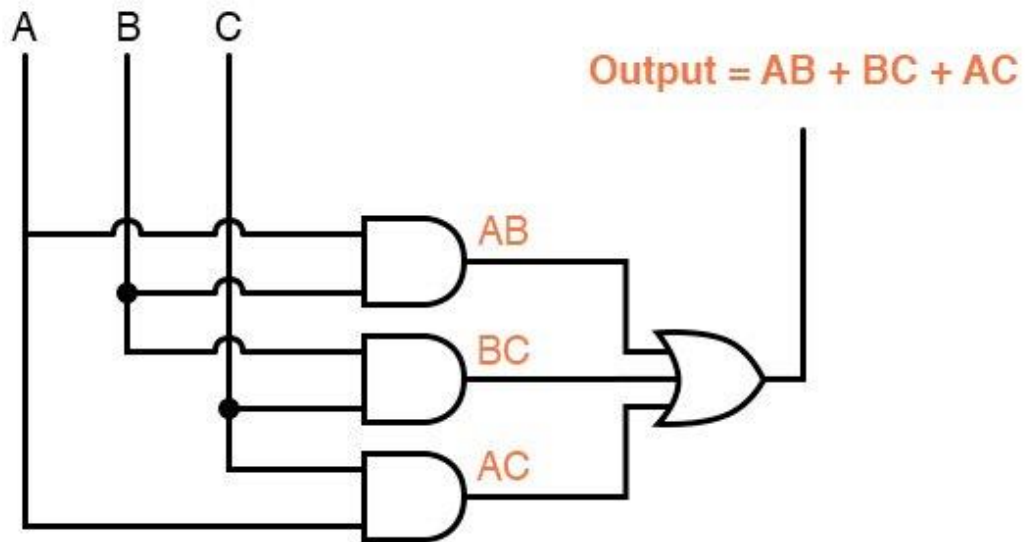 A B C
Output = AB + BC + AC
AB
BC
AC